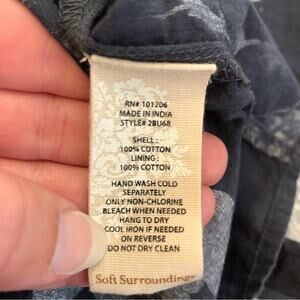 RN# 101206
MADE IN INDIA
STYLE# 2BU68
SHELL :
100% COTTON
LINING :
100% COTTON
HAND WASH COLD
SEPARATELY
ONLY NON-CHLORINE
BLEACH WHEN NEEDED
HANG TO DRY
COOL IRON IF NEEDED
ON REVERSE
DO NOT DRY CLEAN
Soft Surroundings